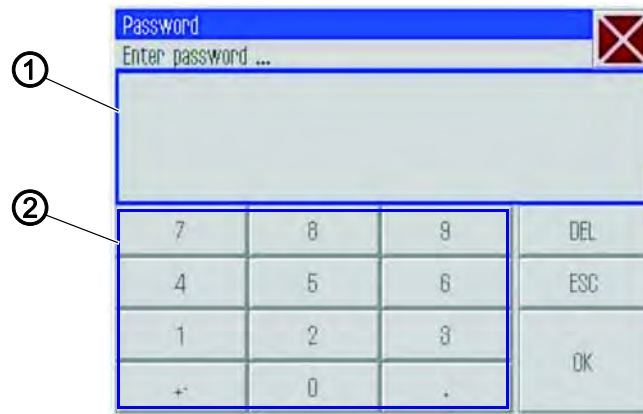 Password
Enter password ...
①
②
7 8 9 DEL
4 5 6 ESC
1 2 3
OK
+- 0 .